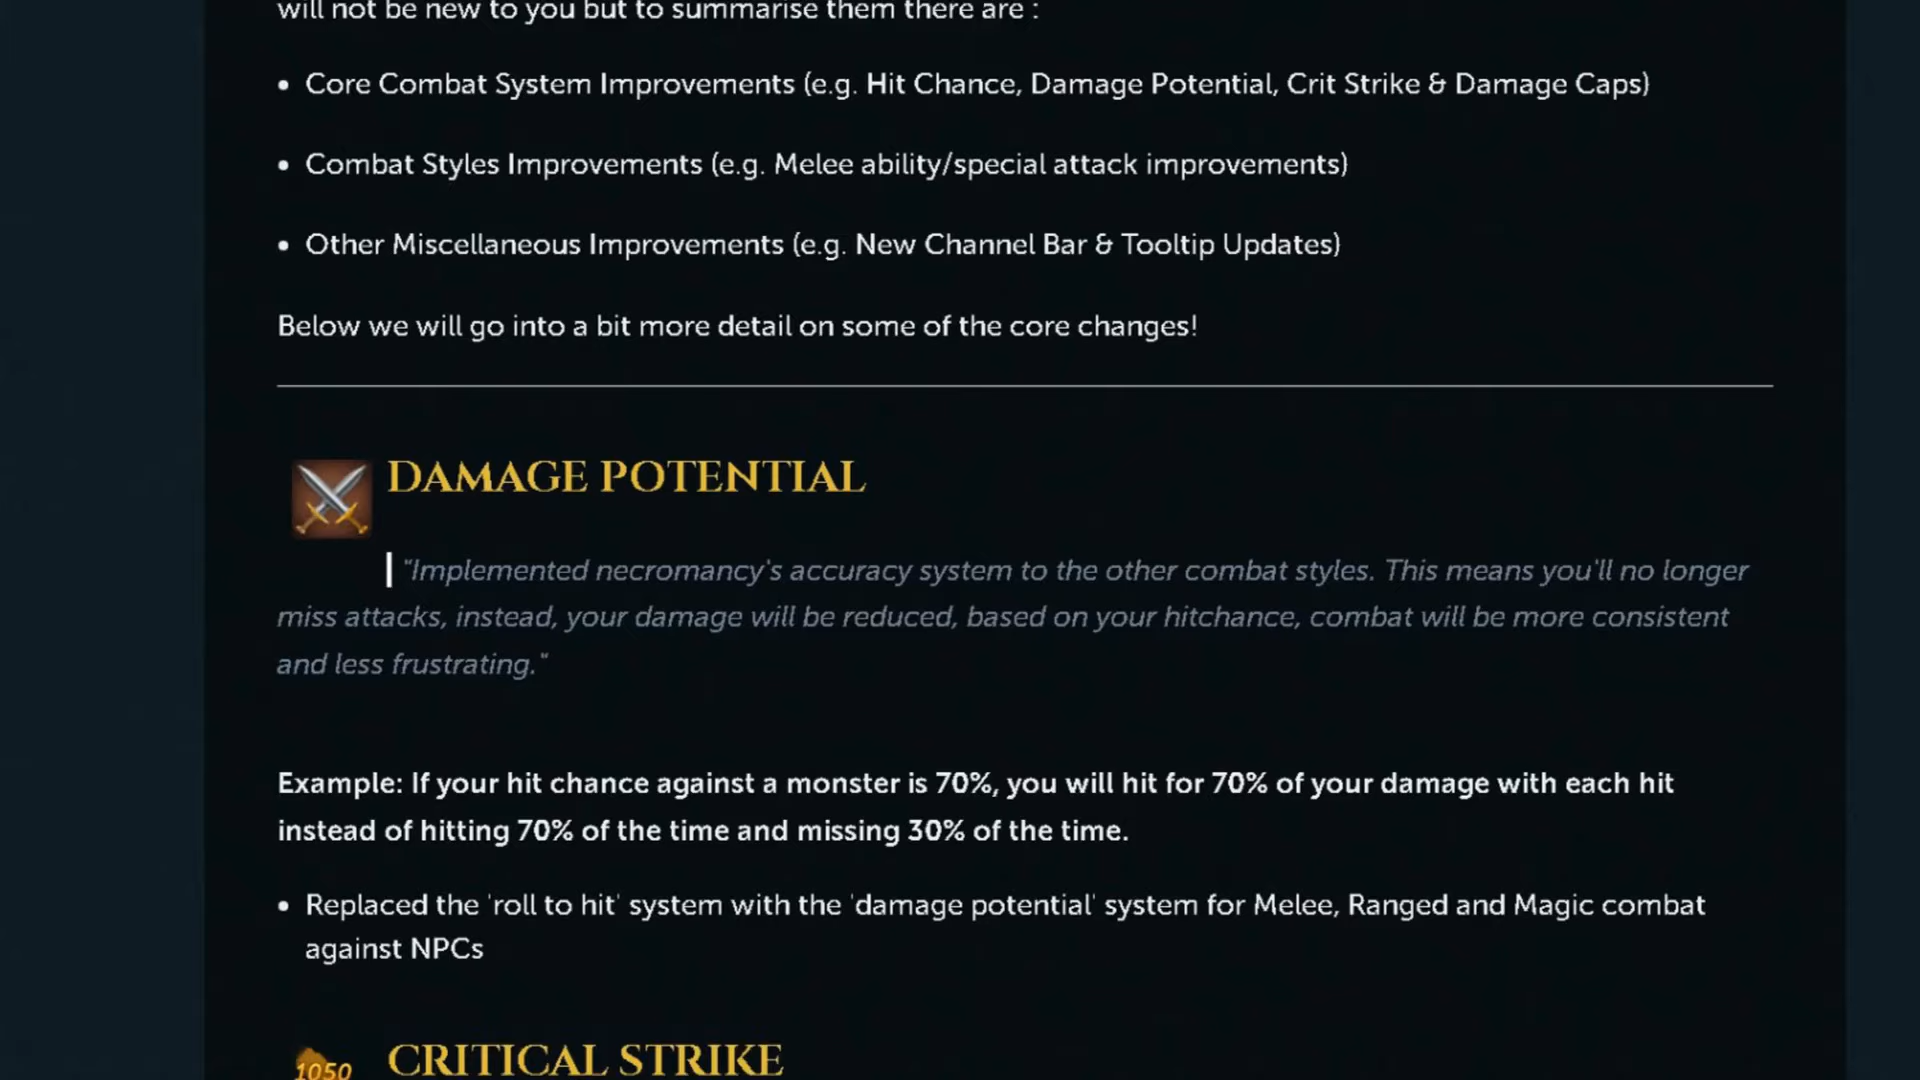 will not be new to you but to summarise them there are :
• Core Combat System Improvements (e.g. Hit Chance, Damage Potential, Crit Strike & Damage Caps)
• Combat Styles Improvements (e.g. Melee ability/special attack improvements)
• Other Miscellaneous Improvements (e.g. New Channel Bar & Tooltip Updates)
Below we will go into a bit more detail on some of the core changes!
DAMAGE POTENTIAL
"Implemented necromancy's accuracy system to the other combat styles. This means you'll no longer
miss attacks, instead, your damage will be reduced, based on your hitchance, combat will be more consistent
and less frustrating."
Example: If your hit chance against a monster is 70%, you will hit for 70% of your damage with each hit
instead of hitting 70% of the time and missing 30% of the time.
• Replaced the 'roll to hit' system with the 'damage potential' system for Melee, Ranged and Magic combat
against NPCs
1050
CRITICAL STRIKE